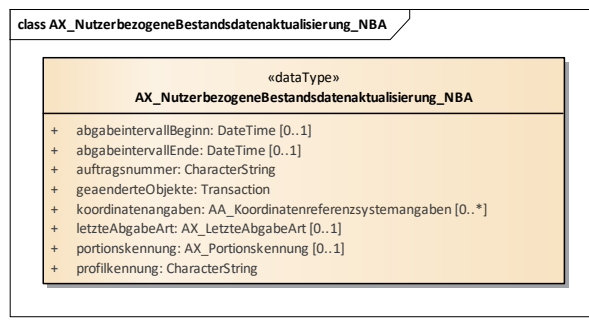 class AX_NutzerbezogeneBestandsdatenaktualisierung_NBA
«dataType»
AX_NutzerbezogeneBestandsdatenaktualisierung_NBA
+ abgabeintervallBeginn: DateTime [0..1]
+ abgabeintervallEnde: DateTime [0..1]
+ auftragsnummer: CharacterString
+ geaenderteObjekte: Transaction
+ koordinatenangaben: AA_Koordinatenreferenzsystemangaben [0..*]
+ letzteAbgabeArt: AX_LetzteAbgabeArt [0..1]
+ portionskennung: AX_Portionskennung [0..1]
+ profilkennung: CharacterString